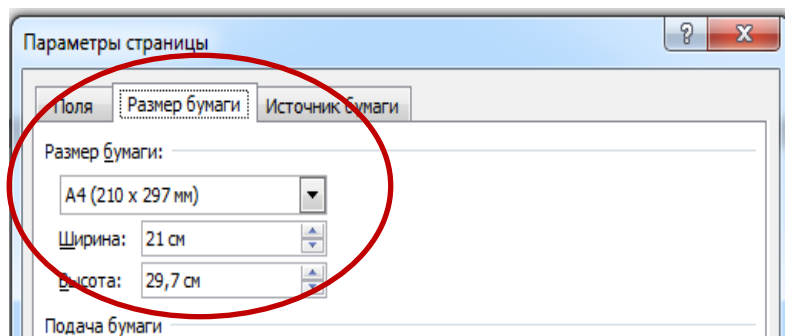 Параметры страницы
Поля Размер бумаги Источник бумаги
Размер бумаги:
A4 (210 x 297 мм)
Ширина: 21 см
Высота: 29,7 см
Подача бумаги